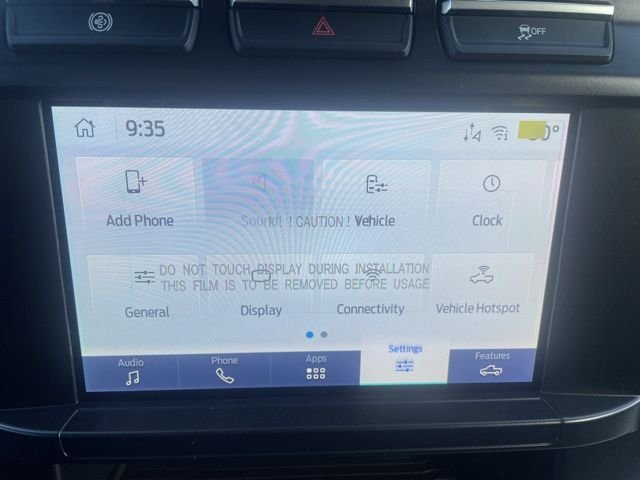 OFF
9:35
Add Phone
Sound
! ! CAUTION ! !
Vehicle
Clock
DO NOT TOUCH DISPLAY DURING INSTALLATION
THIS FILM IS TO BE REMOVED BEFORE USAGE
General
Display
Connectivity
Vehicle Hotspot
Audio
Phone
Apps
Settings
Features